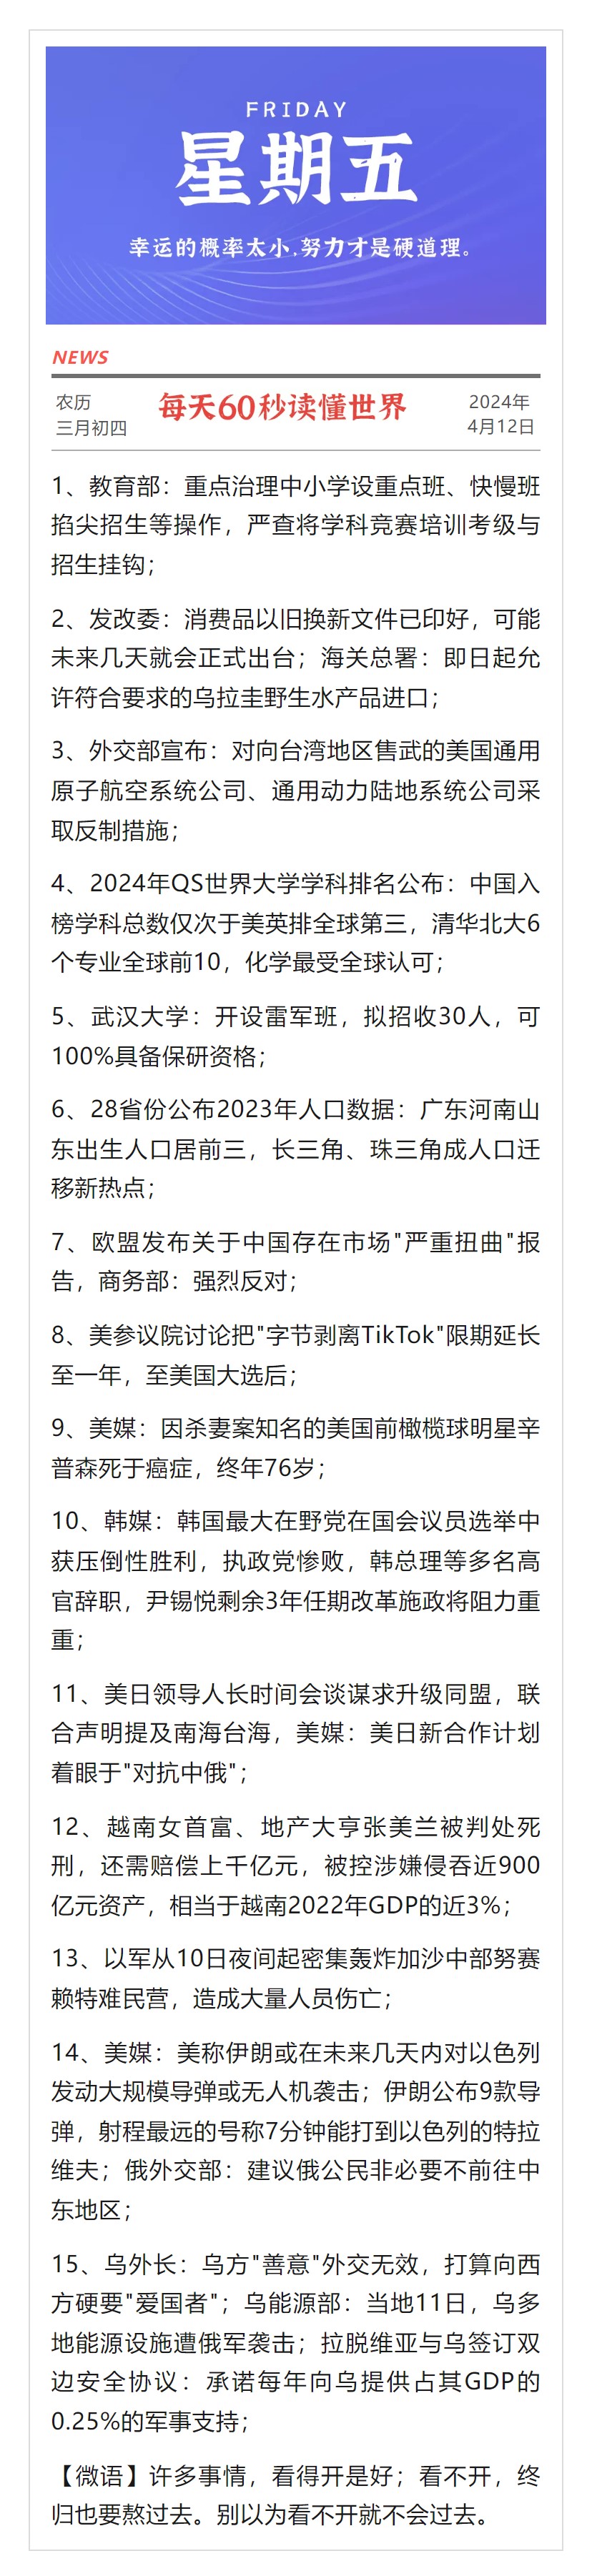 FRIDAY
星期五
幸运的概率太小,努力才是硬道理。
NEWS
农历
三月初四
每天60秒读懂世界
2024年
4月12日
1、教育部：重点治理中小学设重点班、快慢班
掐尖招生等操作，严查将学科竞赛培训考级与
招生挂钩；
2、发改委：消费品以旧换新文件已印好，可能
未来几天就会正式出台；海关总署：即日起允
许符合要求的乌拉圭野生水产品进口；
3、外交部宣布：对向台湾地区售武的美国通用
原子航空系统公司、通用动力陆地系统公司采
取反制措施；
4、2024年QS世界大学学科排名公布：中国入
榜学科总数仅次于美英排全球第三，清华北大6
个专业全球前10，化学最受全球认可；
5、武汉大学：开设雷军班，拟招收30人，可
100%具备保研资格；
6、28省份公布2023年人口数据：广东河南山
东出生人口居前三，长三角、珠三角成人口迁
移新热点；
7、欧盟发布关于中国存在市场"严重扭曲"报
告，商务部：强烈反对；
8、美参议院讨论把"字节剥离TikTok"限期延长
至一年，至美国大选后；
9、美媒：因杀妻案知名的美国前橄榄球明星辛
普森死于癌症，终年76岁；
10、韩媒：韩国最大在野党在国会议员选举中
获压倒性胜利，执政党惨败，韩总理等多名高
官辞职，尹锡悦剩余3年任期改革施政将阻力重
重；
11、美日领导人长时间会谈谋求升级同盟，联
合声明提及南海台海，美媒：美日新合作计划
着眼于"对抗中俄"；
12、越南女首富、地产大亨张美兰被判处死
刑，还需赔偿上千亿元，被控涉嫌侵吞近900
亿元资产，相当于越南2022年GDP的近3%；
13、以军从10日夜间起密集轰炸加沙中部努赛
赖特难民营，造成大量人员伤亡；
14、美媒：美称伊朗或在未来几天内对以色列
发动大规模导弹或无人机袭击；伊朗公布9款导
弹，射程最远的号称7分钟能打到以色列的特拉
维夫；俄外交部：建议俄公民非必要不前往中
东地区；
15、乌外长：乌方"善意"外交无效，打算向西
方硬要"爱国者"；乌能源部：当地11日，乌多
地能源设施遭俄军袭击；拉脱维亚与乌签订双
边安全协议：承诺每年向乌提供占其GDP的
0.25%的军事支持；
【微语】许多事情，看得开是好；看不开，终
归也要熬过去。别以为看不开就不会过去。